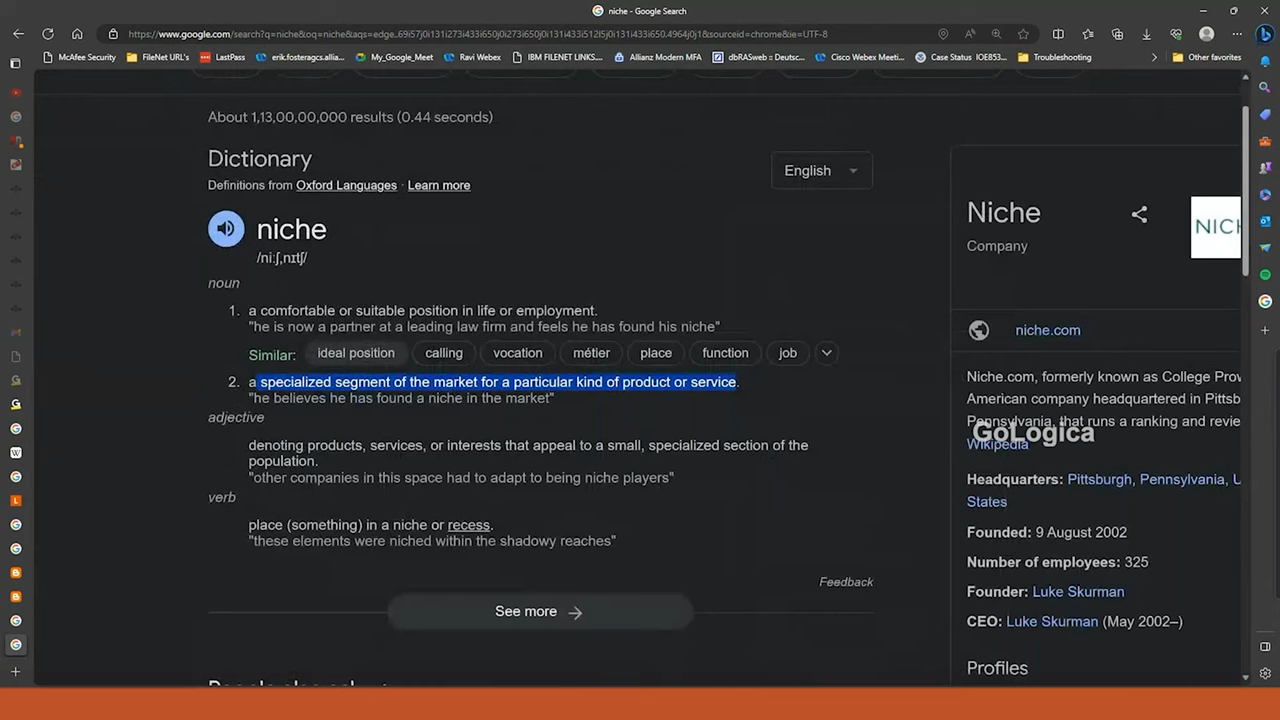 niche - Google Search
https://www.google.com/search?q=niche&oq=niche&aqs=edge..69i57j0i131i273i433i650j0i273i650j0i131i433i512l5j0i131i433i650.4964j0j1&sourceid=chrome&ie=UTF-8
McAfee Security FileNet URL's LastPass erik.fosteragcs.allia... My_Google_Meet Ravi Webex IBM FILENET LINKS... Allianz Modern MFA dbRASweb :: Deutsc... Cisco Webex Meeti... Case Status IOE853... Troubleshooting Other favorites
About 1,13,00,00,000 results (0.44 seconds)
Dictionary
English
Definitions from Oxford Languages · Learn more
niche
/niːʃ,nɪtʃ/
noun
1. a comfortable or suitable position in life or employment.
"he is now a partner at a leading law firm and feels he has found his niche"
Similar: ideal position calling vocation métier place function job
2. a specialized segment of the market for a particular kind of product or service.
"he believes he has found a niche in the market"
adjective
denoting products, services, or interests that appeal to a small, specialized section of the
population.
"other companies in this space had to adapt to being niche players"
verb
place (something) in a niche or recess.
"these elements were niched within the shadowy reaches"
Feedback
See more
Niche
Company
NICH
niche.com
Niche.com, formerly known as College Prov
American company headquartered in Pittsb
Pennsylvania, that runs a ranking and revie
Wikipedia
GoLogica
Headquarters: Pittsburgh, Pennsylvania, U
States
Founded: 9 August 2002
Number of employees: 325
Founder: Luke Skurman
CEO: Luke Skurman (May 2002–)
Profiles